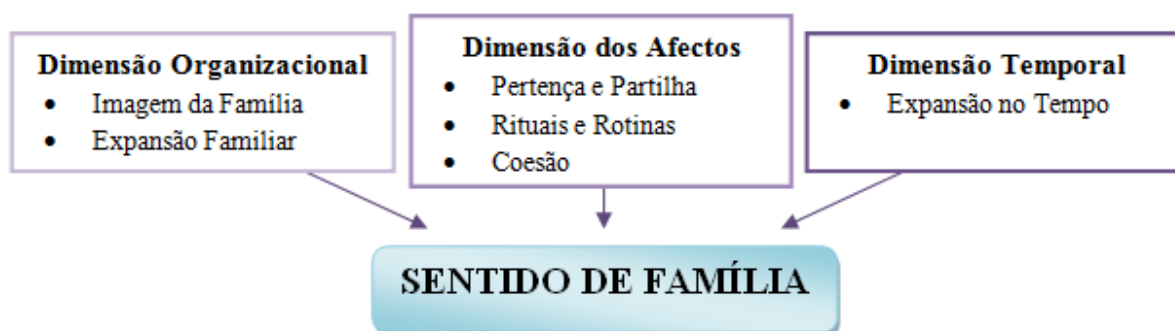 Dimensão Organizacional
• Imagem da Família
• Expansão Familiar
Dimensão dos Afectos
• Pertença e Partilha
• Rituais e Rotinas
• Coesão
Dimensão Temporal
• Expansão no Tempo
SENTIDO DE FAMÍLIA